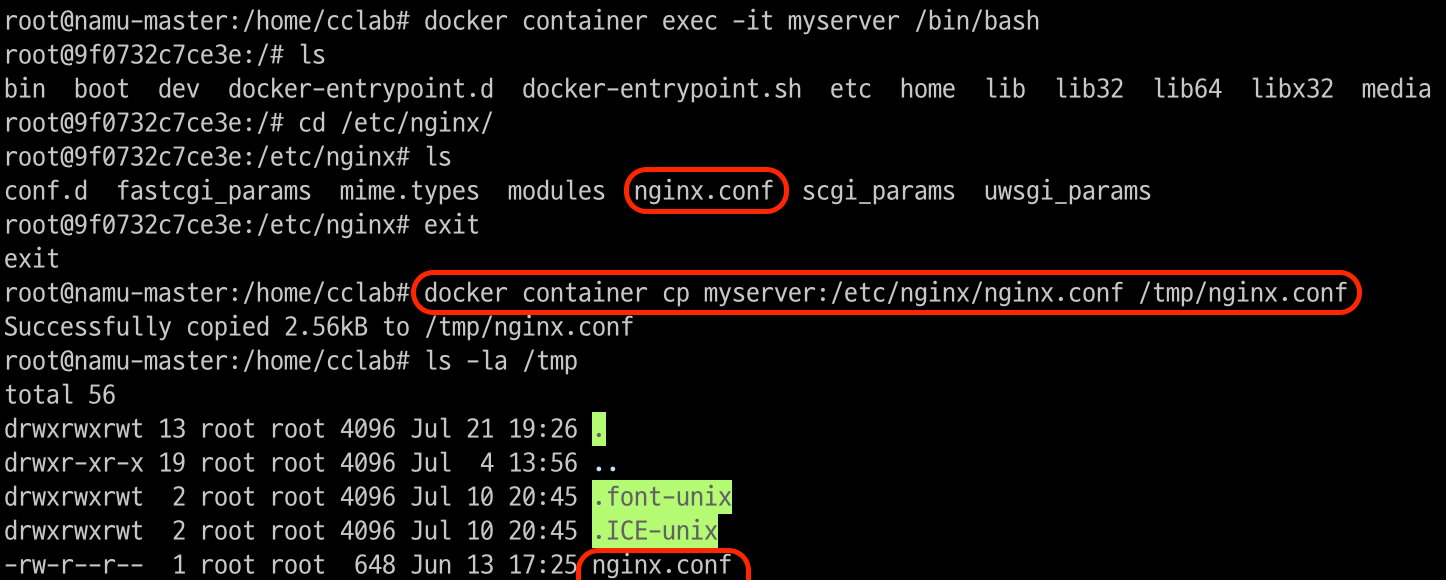 root@namu-master:/home/cclab# docker container exec -it myserver /bin/bash
root@9f0732c7ce3e:/# ls
bin  boot  dev  docker-entrypoint.d  docker-entrypoint.sh  etc  home  lib  lib32  lib64  libx32  media
root@9f0732c7ce3e:/# cd /etc/nginx/
root@9f0732c7ce3e:/etc/nginx# ls
conf.d  fastcgi_params  mime.types  modules  nginx.conf  scgi_params  uwsgi_params
root@9f0732c7ce3e:/etc/nginx# exit
exit
root@namu-master:/home/cclab# docker container cp myserver:/etc/nginx/nginx.conf /tmp/nginx.conf
Successfully copied 2.56kB to /tmp/nginx.conf
root@namu-master:/home/cclab# ls -la /tmp
total 56
drwxrwxrwt 13 root root 4096 Jul 21 19:26 .
drwxr-xr-x 19 root root 4096 Jul  4 13:56 ..
drwxrwxrwt  2 root root 4096 Jul 10 20:45 .font-unix
drwxrwxrwt  2 root root 4096 Jul 10 20:45 .ICE-unix
-rw-r--r--  1 root root  648 Jun 13 17:25 nginx.conf